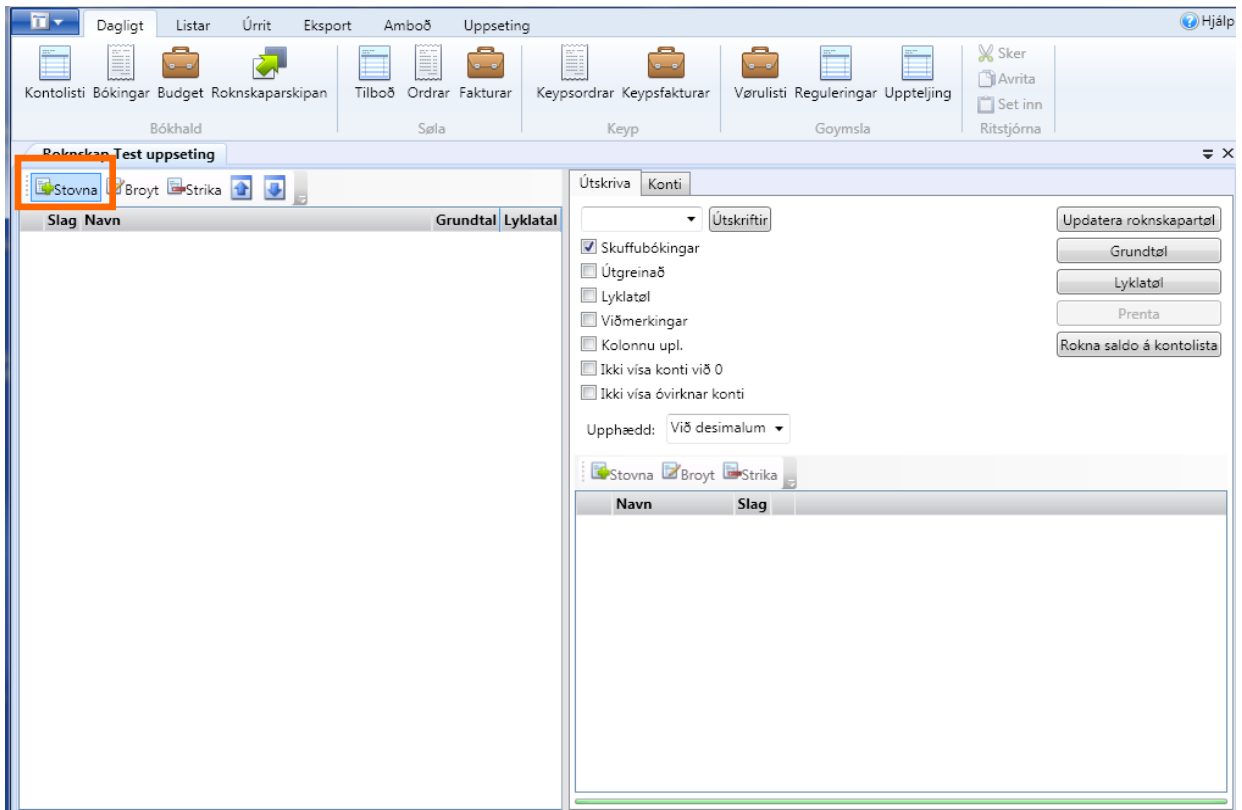 Dagligt Listar Úrrit Eksport Amboð Uppseting Hjálp
Kontolisti Bókingar Budget Roknskaparskipan Tilboð Ordrar Fakturar Keypsordrar Keypsfakturar Vørulisti Reguleringar Uppteljing
Sker
Avrita
Set inn
Bókhald Søla Keyp Goymsla Ritstjórna
Roknskap Test uppseting
Stovna Broyt Strika
Slag Navn Grundtal Lyklatal
Útskriva Konti
Útskriftir Updatera roknskapartøl
Skuffubókingar Grundtøl
Útgreinað
Lyklatøl Lyklatøl
Viðmerkingar Prenta
Kolonnu upl. Rokna saldo á kontolista
Ikki vísa konti við 0
Ikki vísa óvirknar konti
Upphædd: Við desimalum
Stovna Broyt Strika
Navn Slag